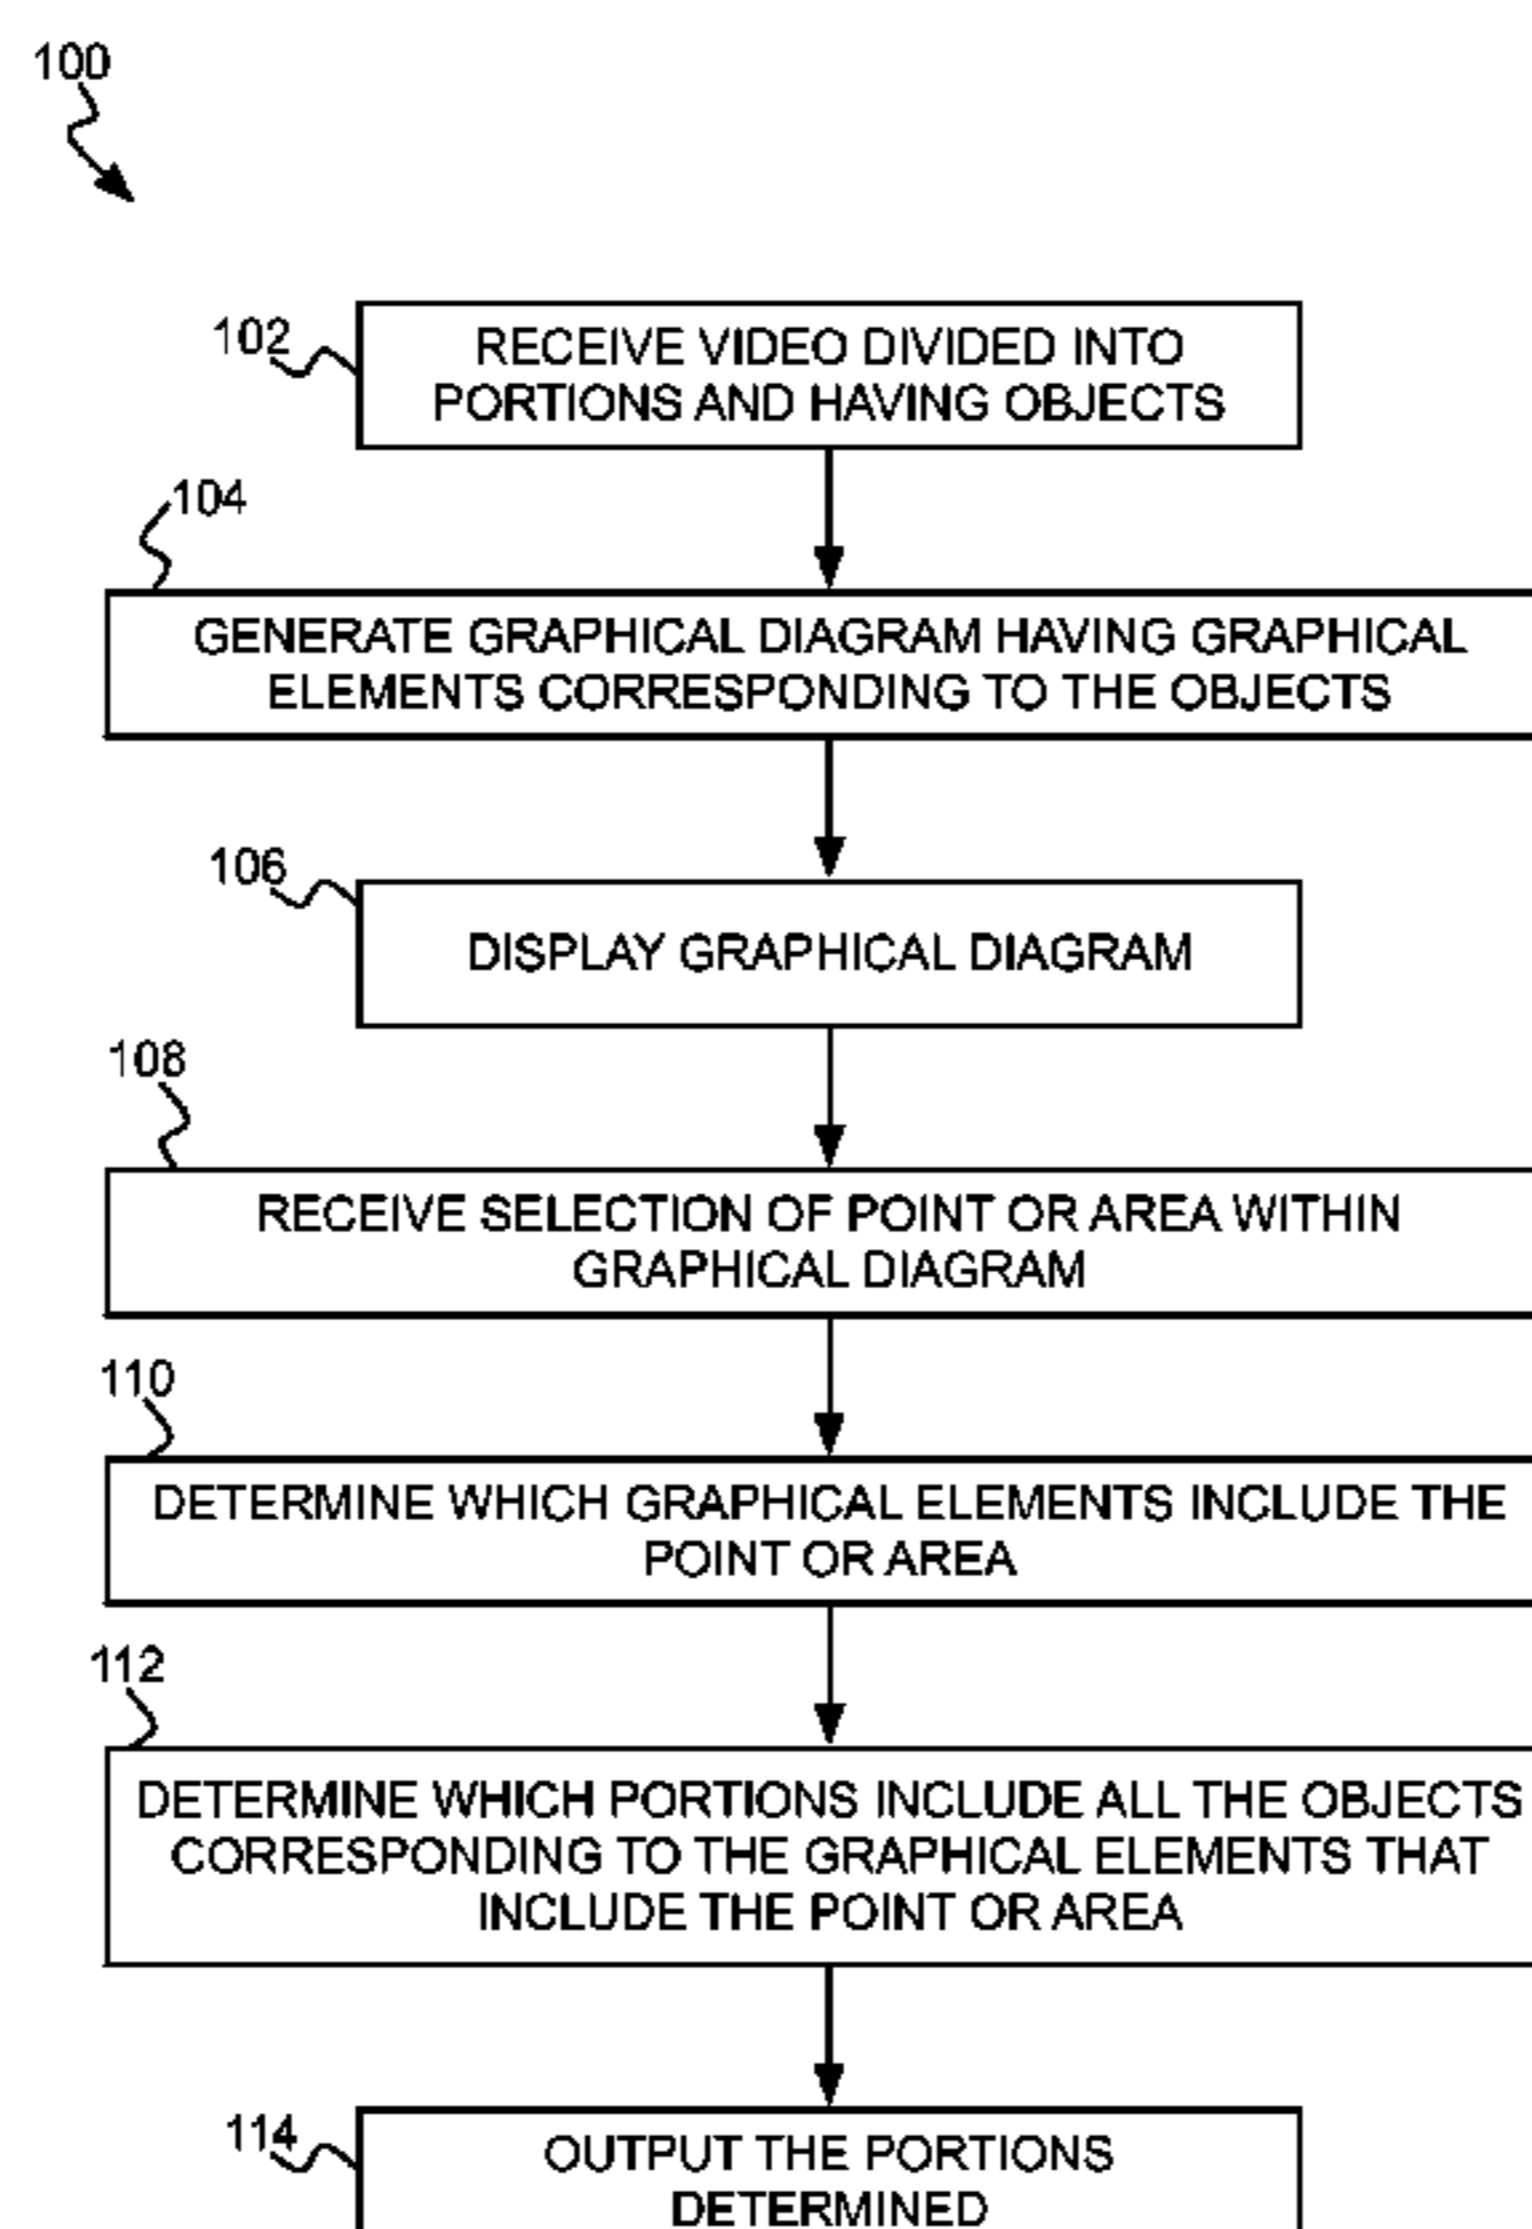 100
102
RECEIVE VIDEO DIVIDED INTO
PORTIONS AND HAVING OBJECTS
104
GENERATE GRAPHICAL DIAGRAM HAVING GRAPHICAL
ELEMENTS CORRESPONDING TO THE OBJECTS
106
DISPLAY GRAPHICAL DIAGRAM
108
RECEIVE SELECTION OF POINT OR AREA WITHIN
GRAPHICAL DIAGRAM
110
DETERMINE WHICH GRAPHICAL ELEMENTS INCLUDE THE
POINT OR AREA
112
DETERMINE WHICH PORTIONS INCLUDE ALL THE OBJECTS
CORRESPONDING TO THE GRAPHICAL ELEMENTS THAT
INCLUDE THE POINT OR AREA
114
OUTPUT THE PORTIONS
DETERMINED